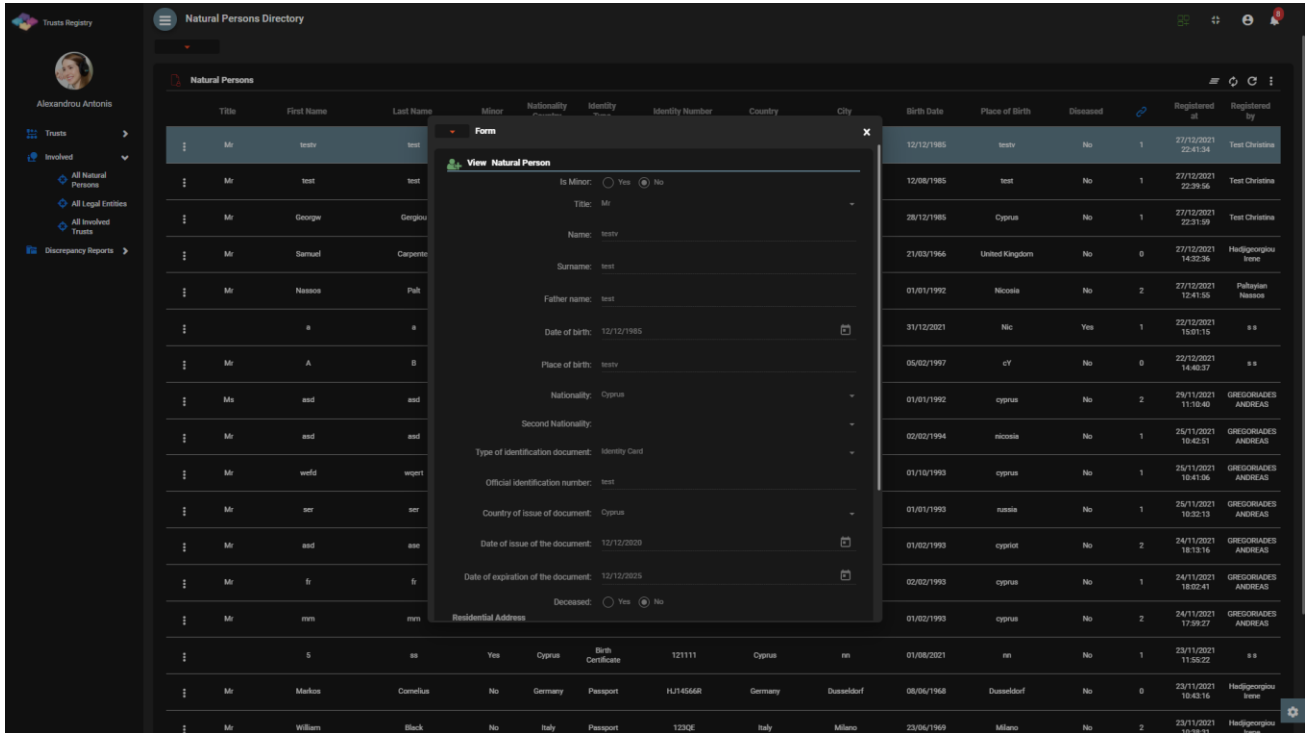 Trusts Registry
Natural Persons Directory
8
Alexandrou Antonis
Trusts
Involved
All Natural
Persons
All Legal Entities
All Involved
Trusts
Discrepancy Reports
Natural Persons
Title First Name Last Name Minor Nationality Identity Identity Number Country City Birth Date Place of Birth Diseased Registered at Registered by
Form
View Natural Person
Is Minor: Yes No
Title: Mr
Name: testv
Surname: test
Father name: test
Date of birth: 12/12/1985
Place of birth: testv
Nationality: Cyprus
Second Nationality:
Type of identification document: Identity Card
Official identification number: test
Country of issue of document: Cyprus
Date of issue of the document: 12/12/2020
Date of expiration of the document: 12/12/2025
Deceased: Yes No
Residential Address
Mr testv test 12/12/1985 testv No 1 27/12/2021 22:41:34 Test Christina
Mr test test 12/08/1985 test No 1 27/12/2021 22:39:56 Test Christina
Mr Georgw Gergiou 28/12/1985 Cyprus No 1 27/12/2021 22:31:59 Test Christina
Mr Samuel Carpente 21/03/1966 United Kingdom No 0 27/12/2021 14:32:36 Hadjigeorgiou Irene
Mr Nassos Palt 01/01/1992 Nicosia No 2 27/12/2021 12:41:55 Paltayian Nassos
a a 31/12/2021 Nic Yes 1 22/12/2021 15:01:15 s s
Mr A B 05/02/1997 cY No 0 22/12/2021 14:40:37 s s
Ms asd asd 01/01/1992 cyprus No 2 29/11/2021 11:10:40 GREGORIADES ANDREAS
Mr asd asd 02/02/1994 nicosia No 1 25/11/2021 10:42:51 GREGORIADES ANDREAS
Mr wefd wqert 01/10/1993 cyprus No 1 25/11/2021 10:41:06 GREGORIADES ANDREAS
Mr ser ser 01/01/1993 russia No 1 25/11/2021 10:32:13 GREGORIADES ANDREAS
Mr asd ase 01/02/1993 cypriot No 2 24/11/2021 18:13:16 GREGORIADES ANDREAS
Mr fr fr 02/02/1993 cyprus No 1 24/11/2021 18:02:41 GREGORIADES ANDREAS
Mr mm mm 01/02/1993 cyprus No 2 24/11/2021 17:59:27 GREGORIADES ANDREAS
S ss Yes Cyprus Birth Certificate 121111 Cyprus nn 01/08/2021 nn No 1 23/11/2021 11:55:22 s s
Mr Markos Cornelius No Germany Passport HJ14566R Germany Dusseldorf 08/06/1968 Dusseldorf No 0 23/11/2021 10:43:16 Hadjigeorgiou Irene
Mr William Black No Italy Passport 123QE Italy Milano 23/06/1969 Milano No 2 23/11/2021 Hadjigeorgiou